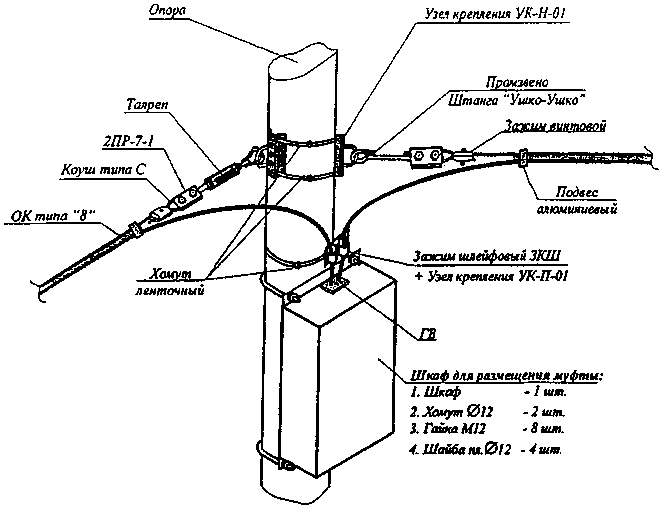 Опора
Узел крепления УК-Н-01
Талреп
Промзвено
Штанга "Ушко-Ушко"
2ПР-7-1
Зажим винтовой
Коуш типа С
ОК типа "8"
Подвес
алюминиевый
Хомут
ленточный
Зажим шлейфовый ЗКШ
+ Узел крепления УК-П-01
ГВ
Шкаф для размещения муфты:
1. Шкаф - 1 шт.
2. Хомут Ø12 - 2 шт.
3. Гайка М12 - 8 шт.
4. Шайба пл. Ø12 - 4 шт.